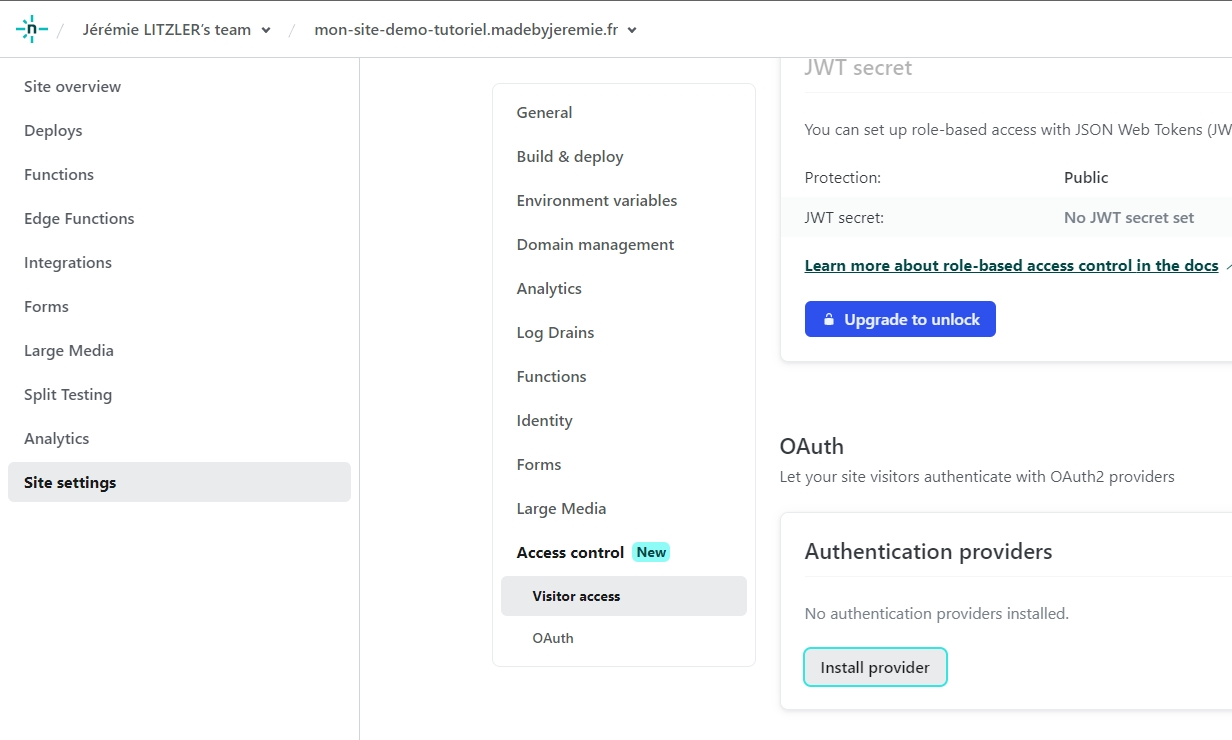 n / Jérémie LITZLER’s team / mon-site-demo-tutoriel.madebyjeremie.fr
Site overview
Deploys
Functions
Edge Functions
Integrations
Forms
Large Media
Split Testing
Analytics
Site settings
General
Build & deploy
Environment variables
Domain management
Analytics
Log Drains
Functions
Identity
Forms
Large Media
Access control New
Visitor access
OAuth
JWT secret
You can set up role-based access with JSON Web Tokens (JW
Protection: Public
JWT secret: No JWT secret set
Learn more about role-based access control in the docs
Upgrade to unlock
OAuth
Let your site visitors authenticate with OAuth2 providers
Authentication providers
No authentication providers installed.
Install provider